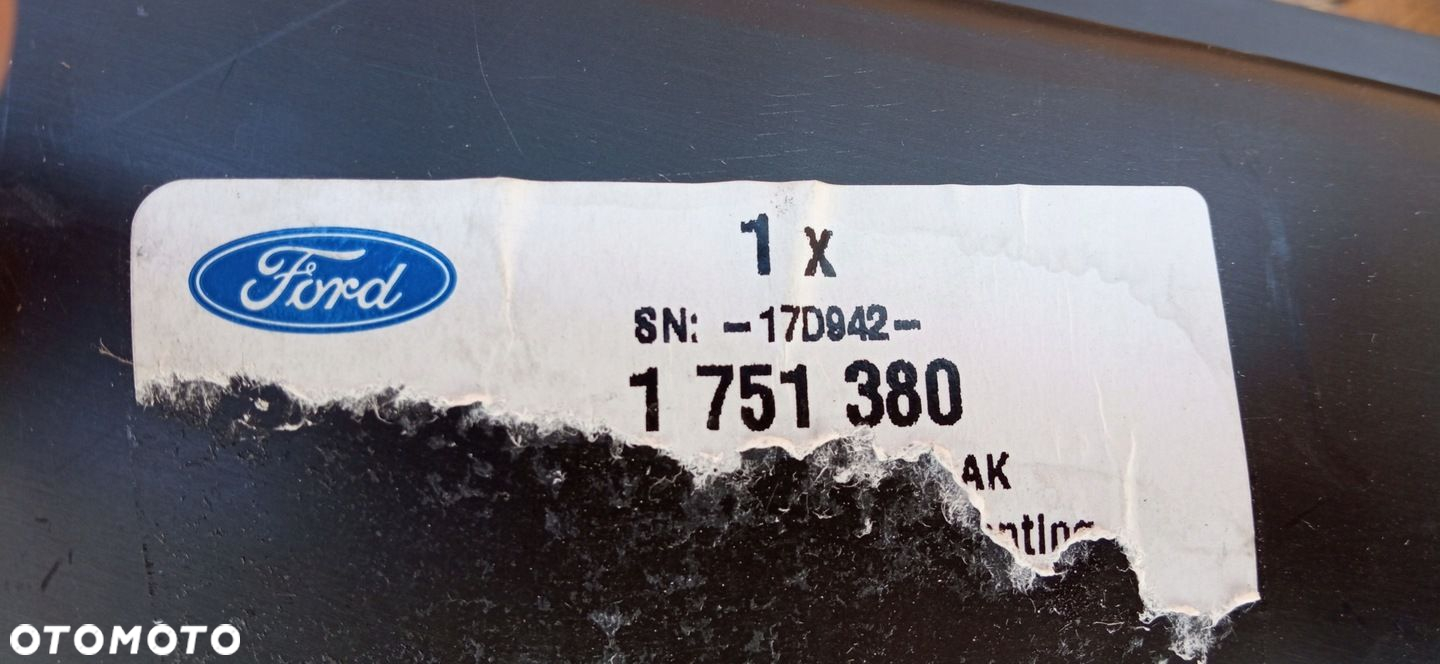 Ford
1 x
SN: -17D942-
1 751 380
AK
OTOMOTO